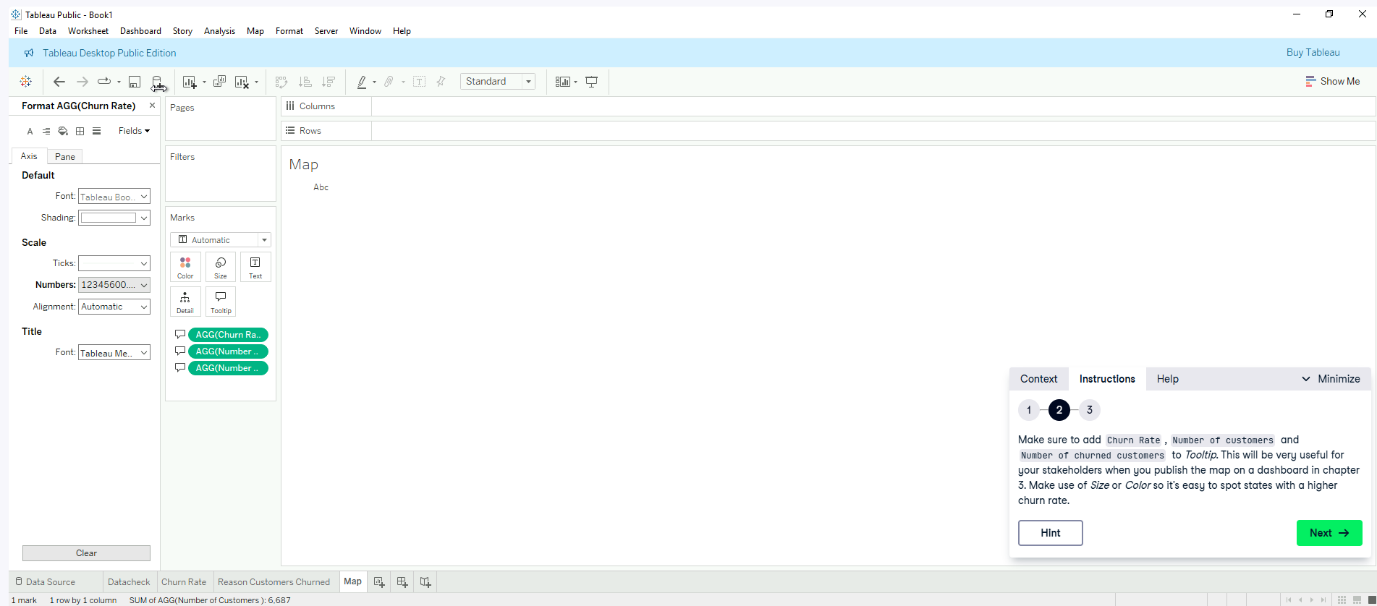 Tableau Public - Book1
File Data Worksheet Dashboard Story Analysis Map Format Server Window Help
Tableau Desktop Public Edition
Buy Tableau
Standard
Show Me
Format AGG(Churn Rate)
A
Fields
Axis Pane
Default
Font: Tableau Boo..
Shading:
Scale
Ticks:
Numbers: 12345600....
Alignment: Automatic
Title
Font: Tableau Me..
Clear
Pages
Filters
Marks
Automatic
Color Size Text
Detail Tooltip
AGG(Churn Ra..
AGG(Number ..
AGG(Number ..
Columns
Rows
Map
Abc
Context Instructions Help Minimize
1 2 3
Make sure to add Churn Rate , Number of customers and
Number of churned customers to Tooltip. This will be very useful for
your stakeholders when you publish the map on a dashboard in chapter
3. Make use of Size or Color so it's easy to spot states with a higher
churn rate.
Hint
Next →
Data Source Datacheck Churn Rate Reason Customers Churned Map
1 mark 1 row by 1 column SUM of AGG(Number of Customers ): 6,687